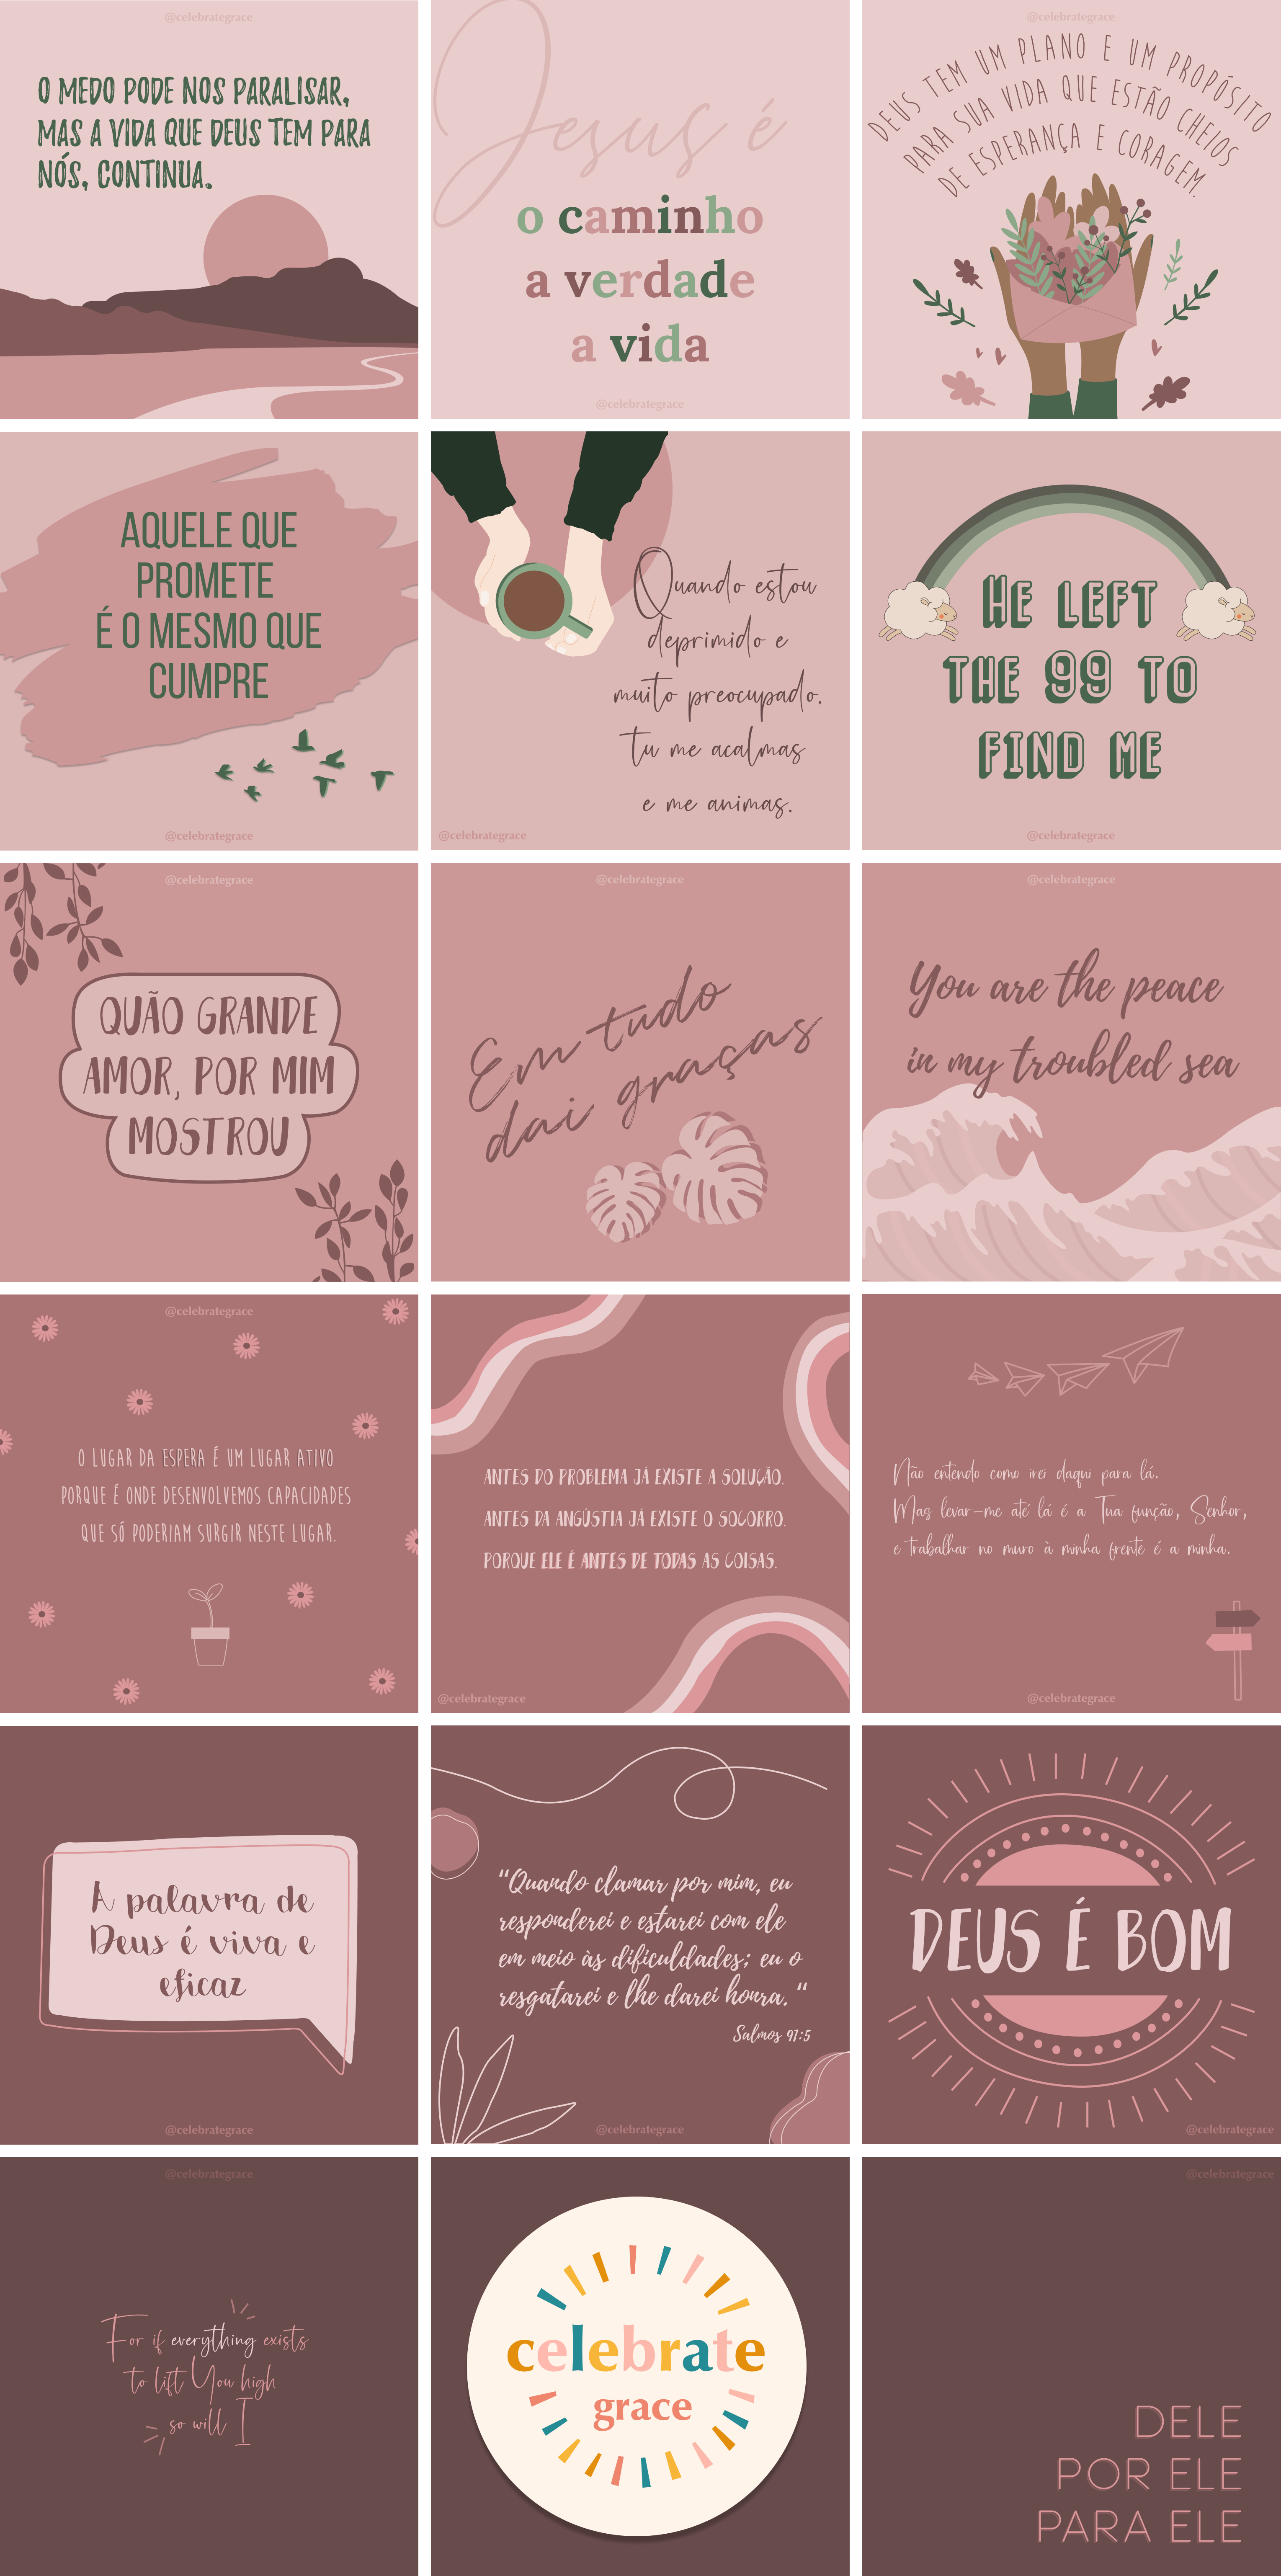 @celebrategrace
O MEDO PODE NOS PARALISAR,
MAS A VIDA QUE DEUS TEM PARA
NÓS, CONTINUA.
Jesus é
o caminho
a verdade
a vida
@celebrategrace
@celebrategrace
DEUS TEM UM PLANO E UM PROPÓSITO
PARA SUA VIDA QUE ESTÃO CHEIOS
DE ESPERANÇA E CORAGEM.
AQUELE QUE
PROMETE
É O MESMO QUE
CUMPRE
@celebrategrace
Quando estou
deprimido e
muito preocupado,
tu me acalmas
e me animas.
@celebrategrace
HE LEFT
THE 99 TO
FIND ME
@celebrategrace
@celebrategrace
QUÃO GRANDE
AMOR, POR MIM
MOSTROU
@celebrategrace
Em tudo
dai graças
@celebrategrace
You are the peace
in my troubled sea
@celebrategrace
O LUGAR DA ESPERA É UM LUGAR ATIVO
PORQUE É ONDE DESENVOLVEMOS CAPACIDADES
QUE SÓ PODERIAM SURGIR NESTE LUGAR.
ANTES DO PROBLEMA JÁ EXISTE A SOLUÇÃO.
ANTES DA ANGÚSTIA JÁ EXISTE O SOCORRO.
PORQUE ELE É ANTES DE TODAS AS COISAS.
@celebrategrace
Não entendo como irei daqui para lá.
Mas levar-me até lá é a Tua função, Senhor,
e trabalhar no muro à minha frente é a minha.
@celebrategrace
A palavra de
Deus é viva e
eficaz
@celebrategrace
"Quando clamar por mim, eu
responderei e estarei com ele
em meio às dificuldades; eu o
resgatarei e lhe darei honra. "
Salmos 91:5
@celebrategrace
DEUS É BOM
@celebrategrace
@celebrategrace
For if everything exists
to lift You high
so will I
celebrate
grace
@celebrategrace
DELE
POR ELE
PARA ELE